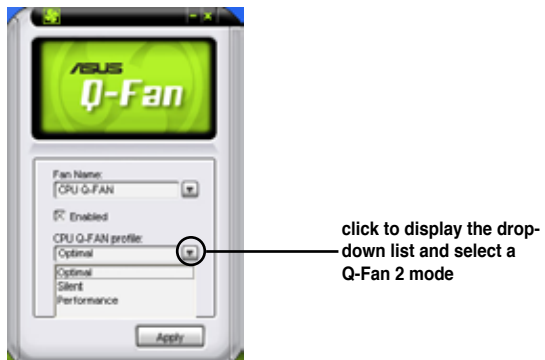 ASUS
Q-Fan
Fan Name:
CPU Q-FAN
Enabled
CPU Q-FAN profile:
Optimal
Optimal
Silent
Performance
Apply
click to display the drop-
down list and select a
Q-Fan 2 mode